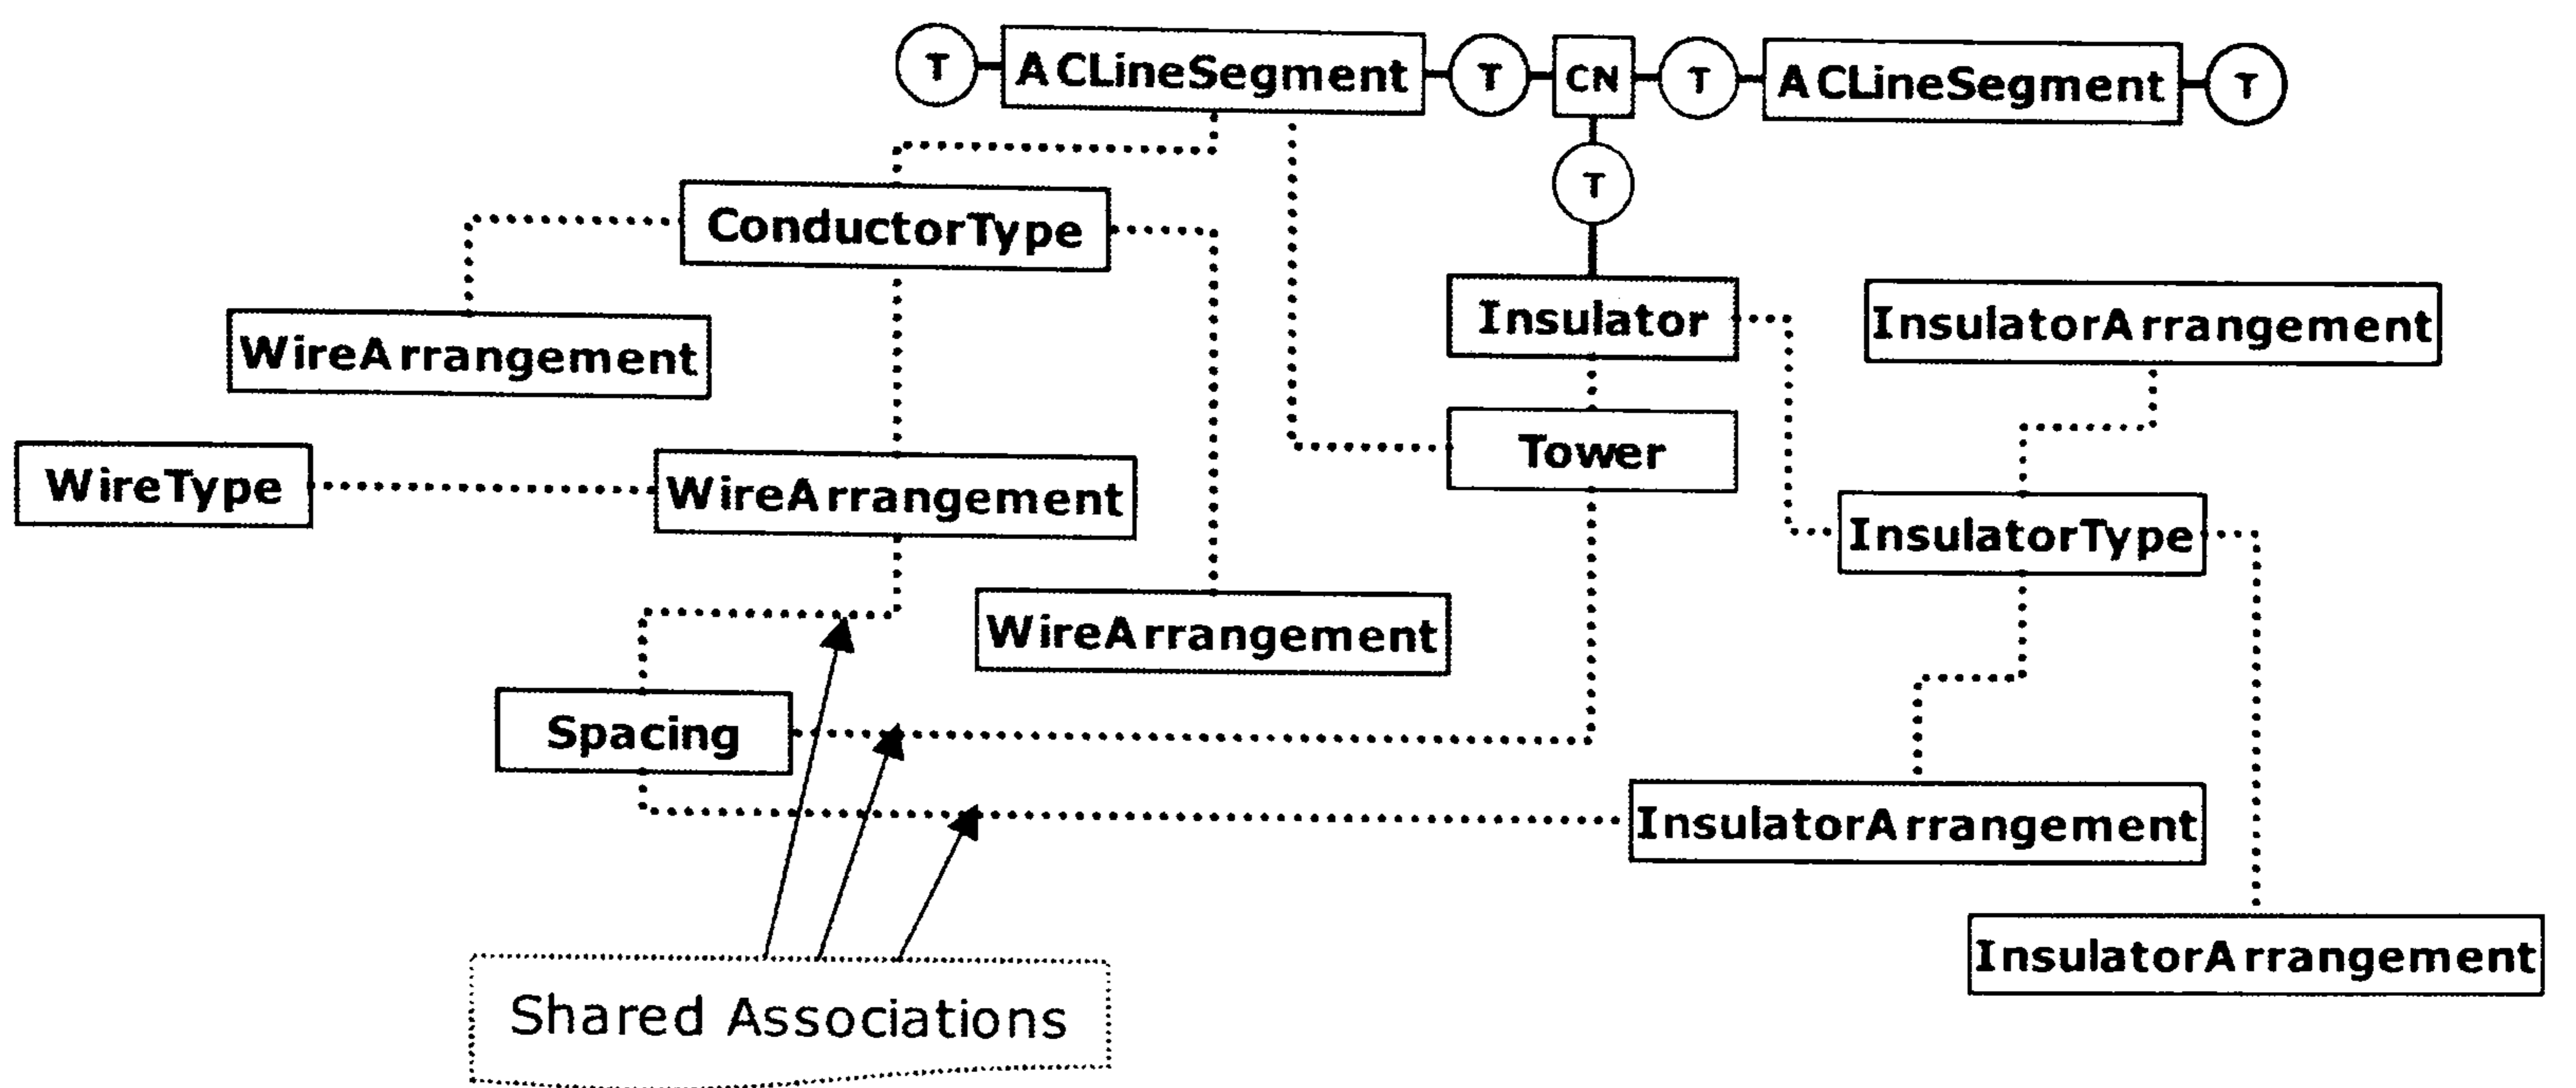 T
ACLineSegment
T
CN
T
ACLineSegment
T
T
ConductorType
Insulator
InsulatorArrangement
WireArrangement
Tower
WireType
WireArrangement
InsulatorType
WireArrangement
Spacing
InsulatorArrangement
InsulatorArrangement
Shared Associations